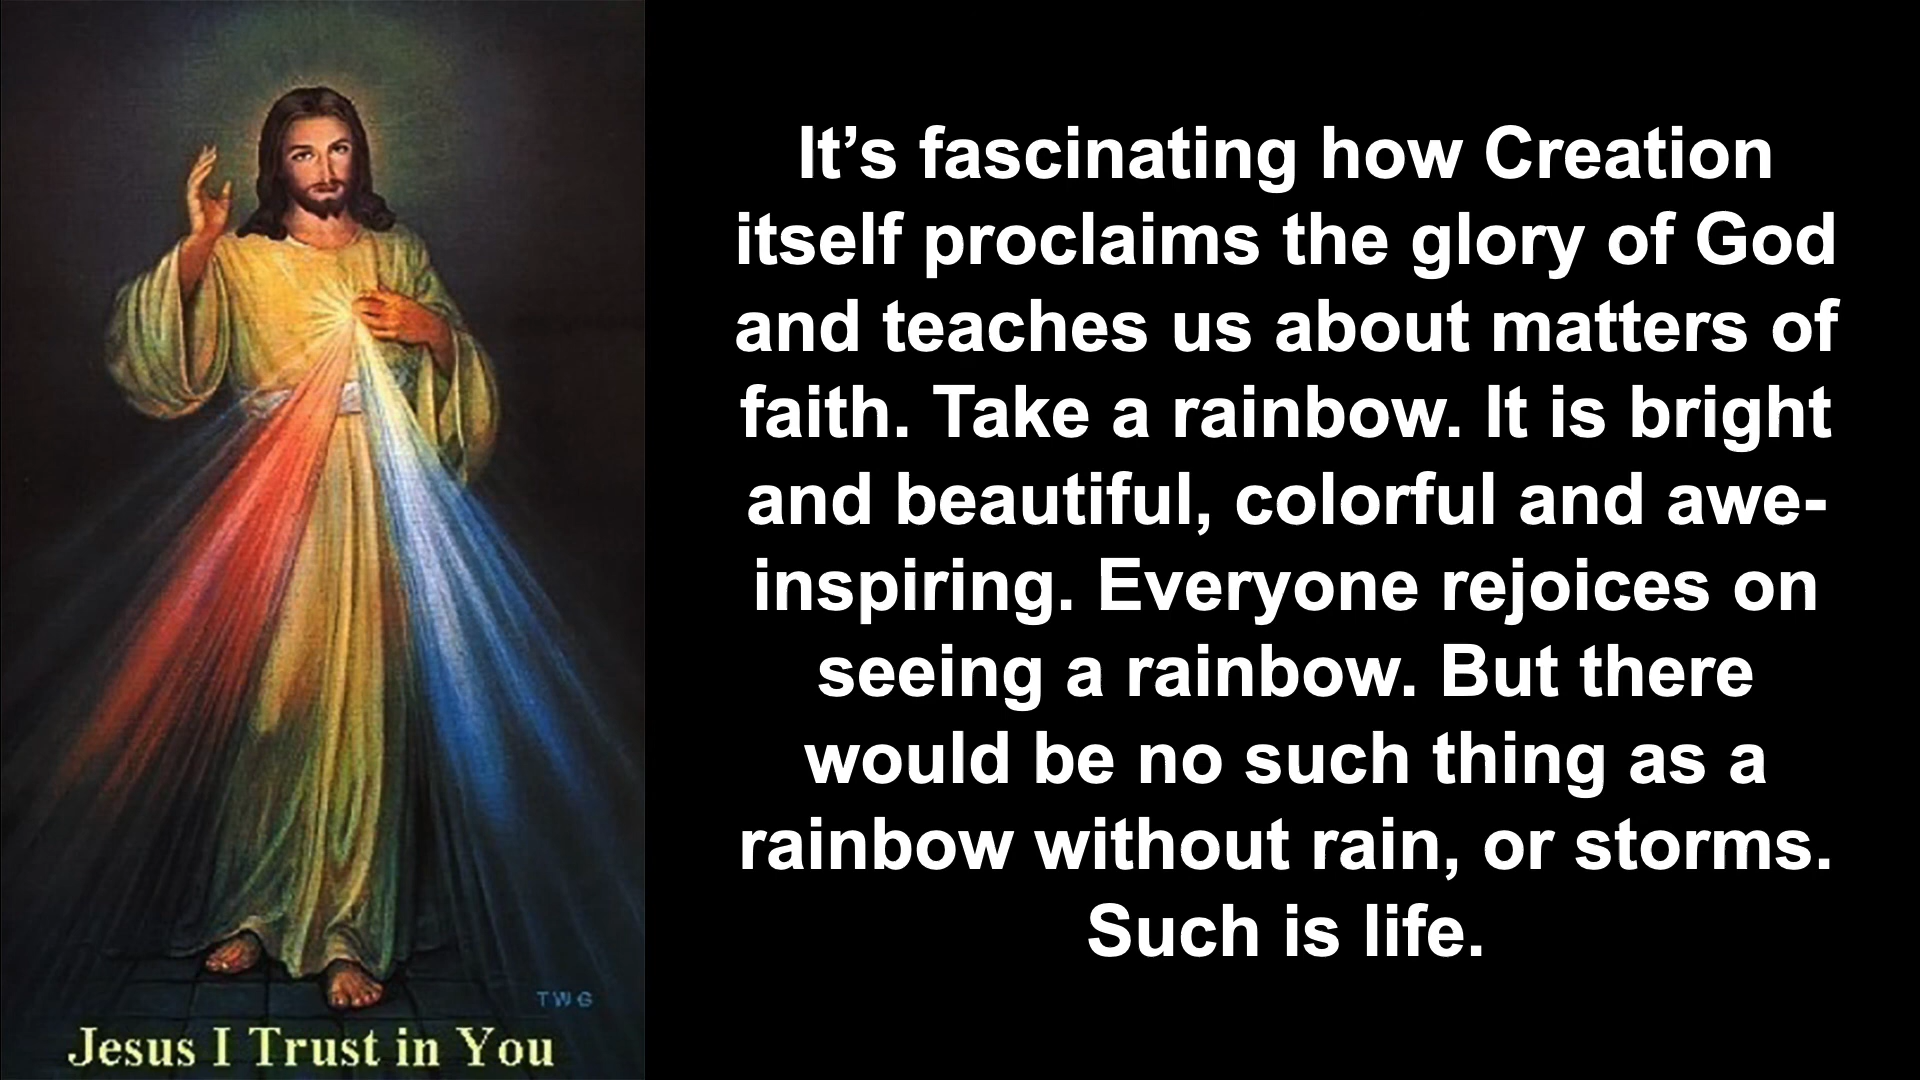 It’s fascinating how Creation
itself proclaims the glory of God
and teaches us about matters of
faith. Take a rainbow. It is bright
and beautiful, colorful and awe-
inspiring. Everyone rejoices on
seeing a rainbow. But there
would be no such thing as a
rainbow without rain, or storms.
Such is life.
TWG
Jesus I Trust in You